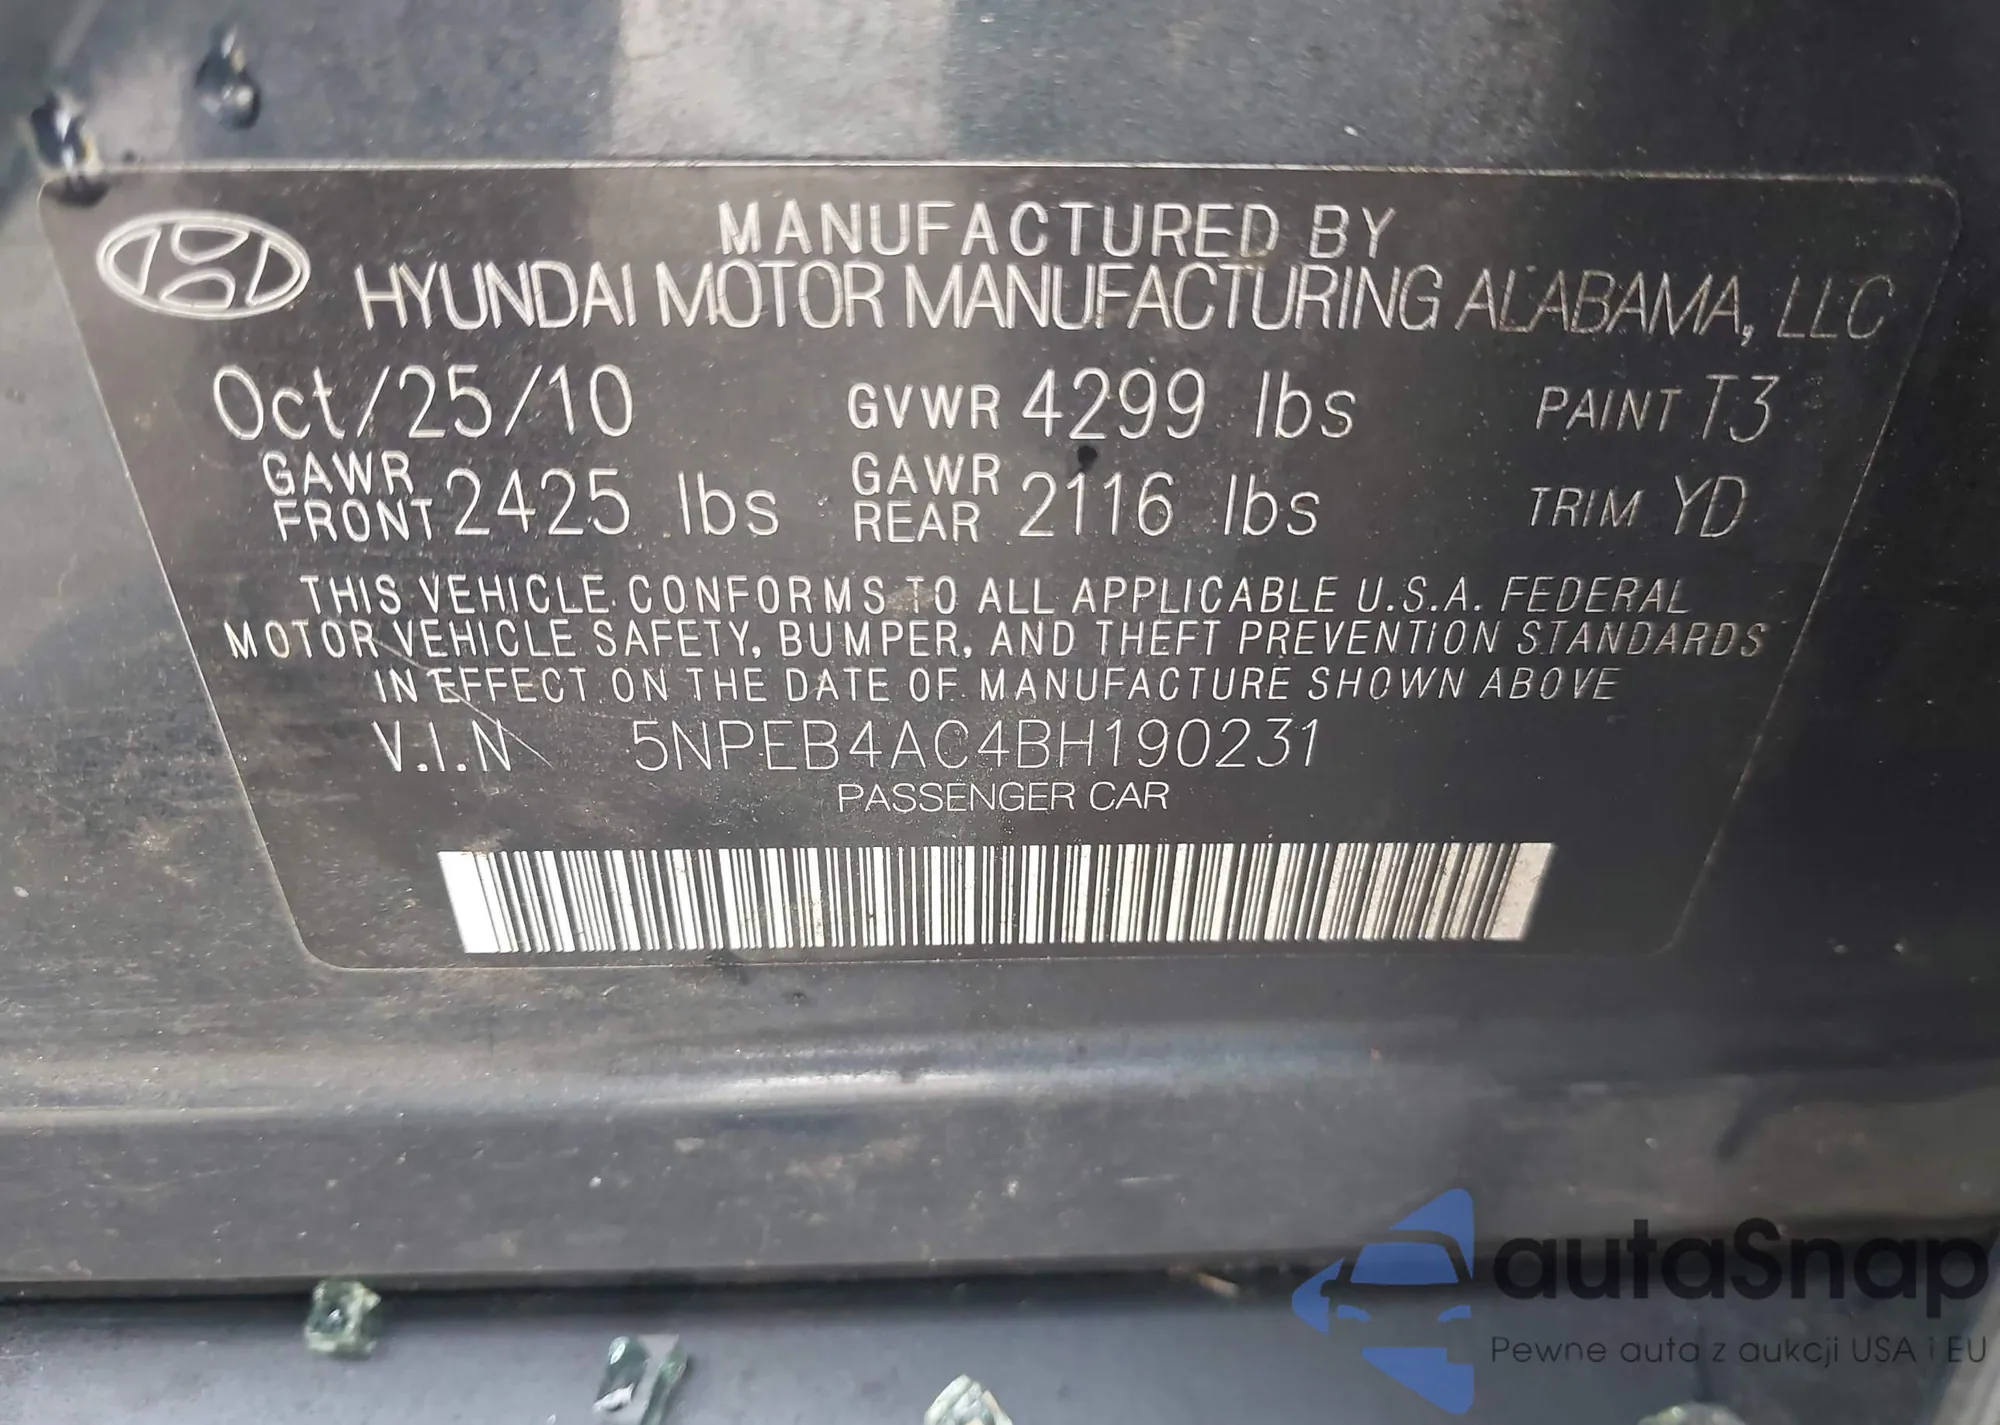 MANUFACTURED BY
HYUNDAI MOTOR MANUFACTURING ALABAMA, LLC
Oct/25/10 GVWR 4299 lbs PAINT T3
GAWR FRONT 2425 lbs GAWR REAR 2116 lbs TRIM YD
THIS VEHICLE CONFORMS TO ALL APPLICABLE U.S.A. FEDERAL
MOTOR VEHICLE SAFETY, BUMPER, AND THEFT PREVENTION STANDARDS
IN EFFECT ON THE DATE OF MANUFACTURE SHOWN ABOVE
V.I.N 5NPEB4AC4BH190231
PASSENGER CAR
autaSnap
Pewne auta z aukcji USA i EU